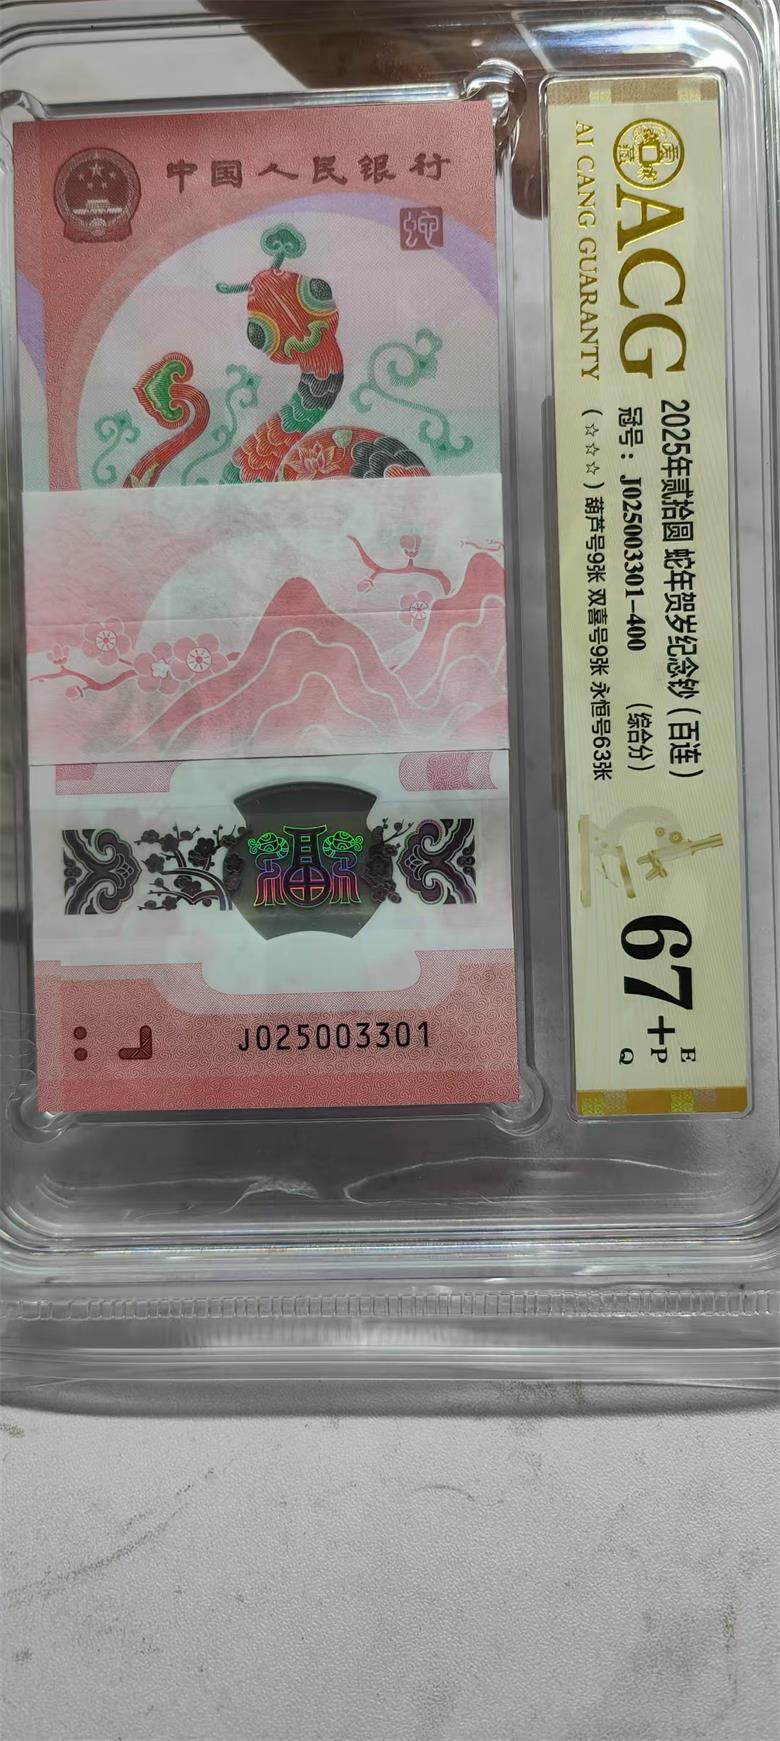 中国人民银行
蛇
J025003301
ACG
AI CANG GUARANTY
2025年贰拾圆 蛇年贺岁纪念钞（百连）
冠号：J025003301-400 （综合分）
（☆☆☆）葫芦号9张 双喜号9张 永恒号63张
67+
E
P
Q